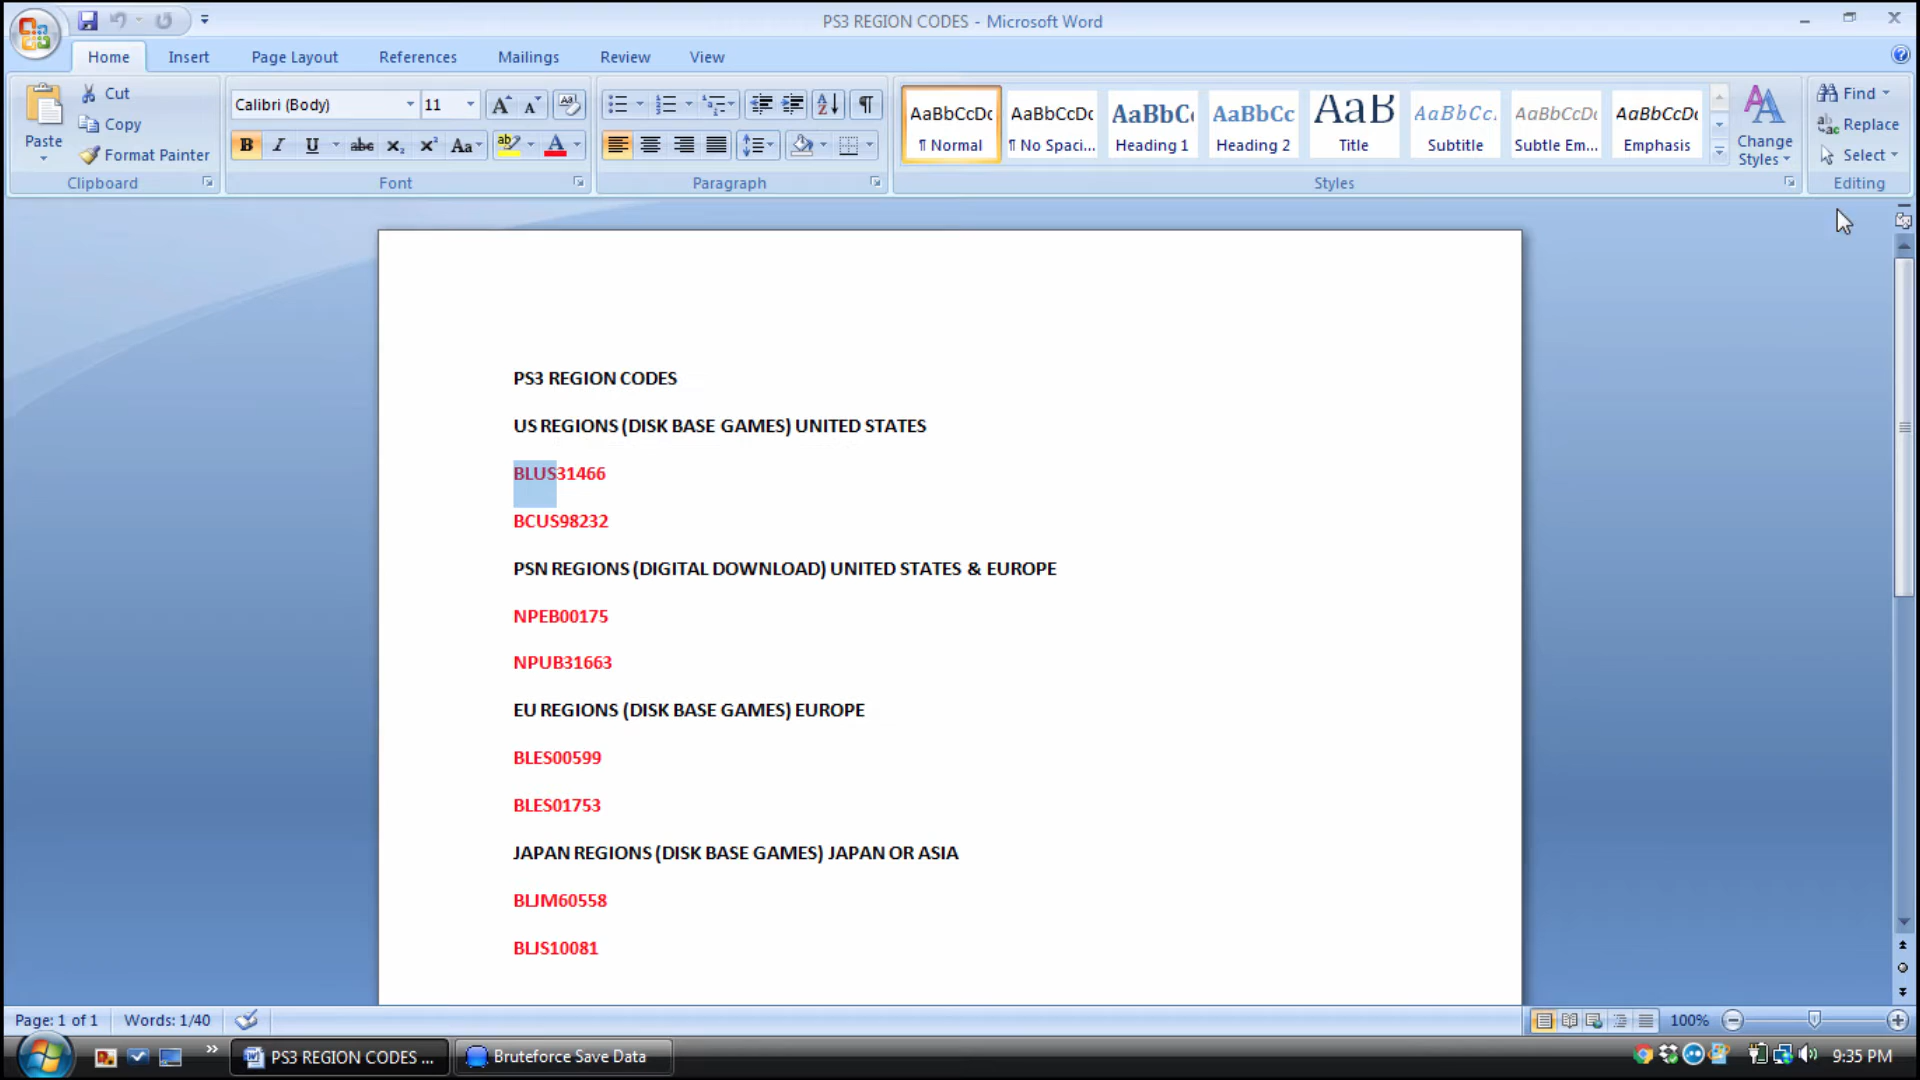 PS3 REGION CODES - Microsoft Word
Home Insert Page Layout References Mailings Review View
Paste
Cut
Copy
Format Painter
Clipboard
Calibri (Body) 11
B I U abc x₂ x² Aa
Font
Paragraph
AaBbCcDc AaBbCcDc AaBbC AaBbCc AaB AaBbCc. AaBbCcDc AaBbCcDc
¶ Normal ¶ No Spaci... Heading 1 Heading 2 Title Subtitle Subtle Em... Emphasis
Change Styles
Styles
Find
Replace
Select
Editing
PS3 REGION CODES
US REGIONS (DISK BASE GAMES) UNITED STATES
BLUS31466
BCUS98232
PSN REGIONS (DIGITAL DOWNLOAD) UNITED STATES & EUROPE
NPEB00175
NPUB31663
EU REGIONS (DISK BASE GAMES) EUROPE
BLES00599
BLES01753
JAPAN REGIONS (DISK BASE GAMES) JAPAN OR ASIA
BLJM60558
BLJS10081
Page: 1 of 1 Words: 1/40 100%
PS3 REGION CODES ... Bruteforce Save Data 9:35 PM